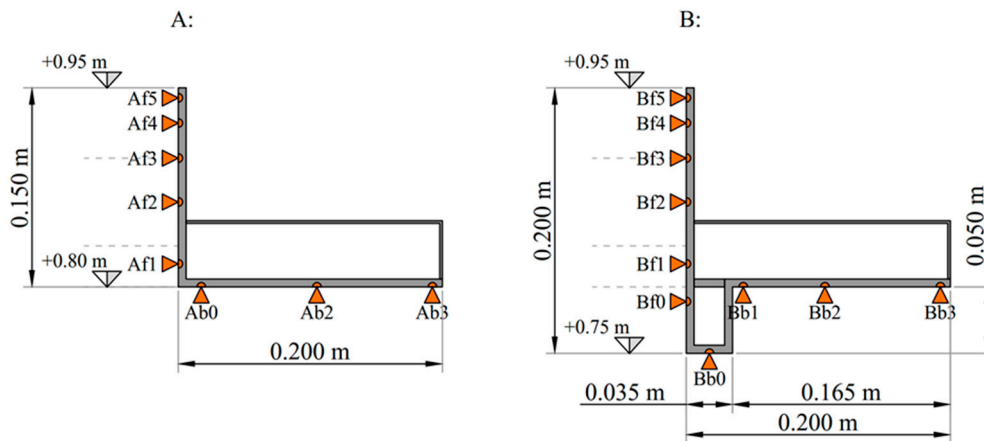 A:
+0.95 m
Af5
Af4
Af3
Af2
Af1
0.150 m
+0.80 m
Ab0
Ab2
Ab3
0.200 m
B:
+0.95 m
Bf5
Bf4
Bf3
Bf2
Bf1
Bf0
0.200 m
0.050 m
+0.75 m
Bb1
Bb2
Bb3
Bb0
0.035 m
0.165 m
0.200 m